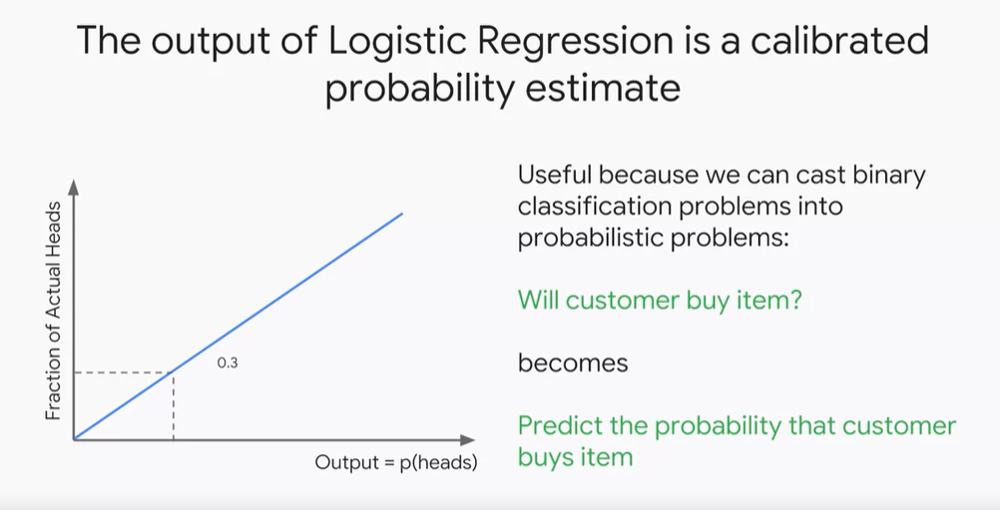 The output of Logistic Regression is a calibrated
probability estimate
Fraction of Actual Heads
0.3
Output = p(heads)
Useful because we can cast binary
classification problems into
probabilistic problems:
Will customer buy item?
becomes
Predict the probability that customer
buys item